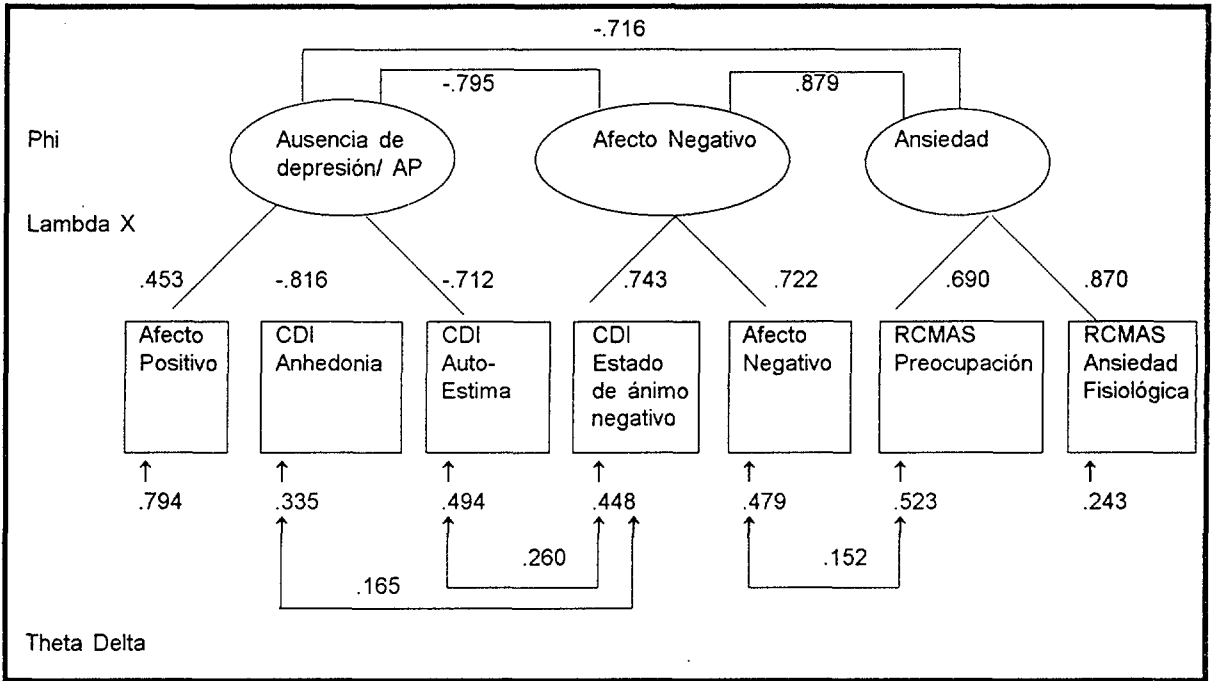 -.716
-.795
.879
Phi
Ausencia de
depresión/ AP
Afecto Negativo
Ansiedad
Lambda X
.453
-.816
-.712
.743
.722
.690
.870
Afecto
Positivo
CDI
Anhedonia
CDI
Auto-
Estima
CDI
Estado
de ánimo
negativo
Afecto
Negativo
RCMAS
Preocupación
RCMAS
Ansiedad
Fisiológica
.794
.335
.494
.448
.479
.523
.243
.260
.152
.165
Theta Delta